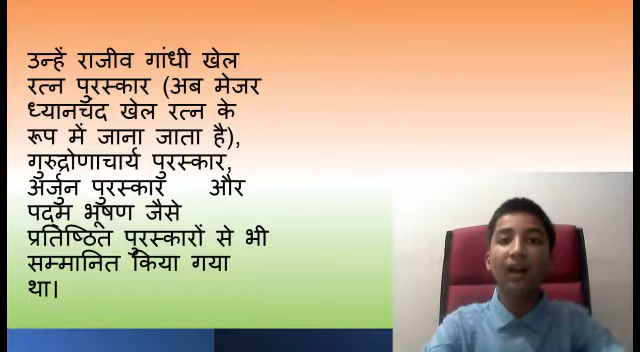 उन्हें राजीव गांधी खेल
रत्न पुरस्कार (अब मेजर
ध्यानचंद खेल रत्न के
रूप में जाना जाता है),
गुरुद्रोणाचार्य पुरस्कार,
अर्जुन पुरस्कार और
पद्म भूषण जैसे
प्रतिष्ठित पुरस्कारों से भी
सम्मानित किया गया
था।